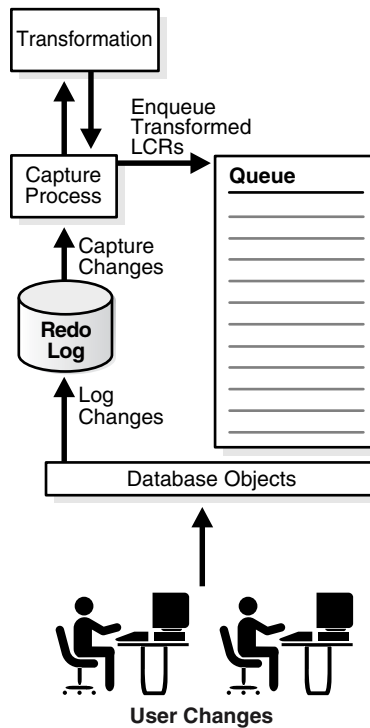 Transformation
Enqueue
Transformed
LCRs
Capture
Process
Queue
Capture
Changes
Redo
Log
Log
Changes
Database Objects
User Changes